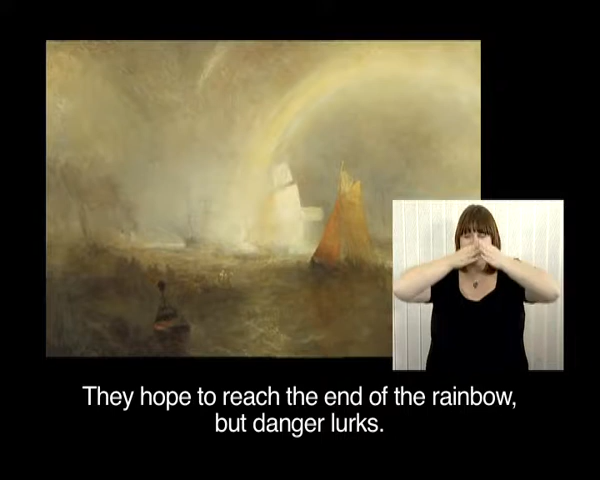 They hope to reach the end of the rainbow,
but danger lurks.